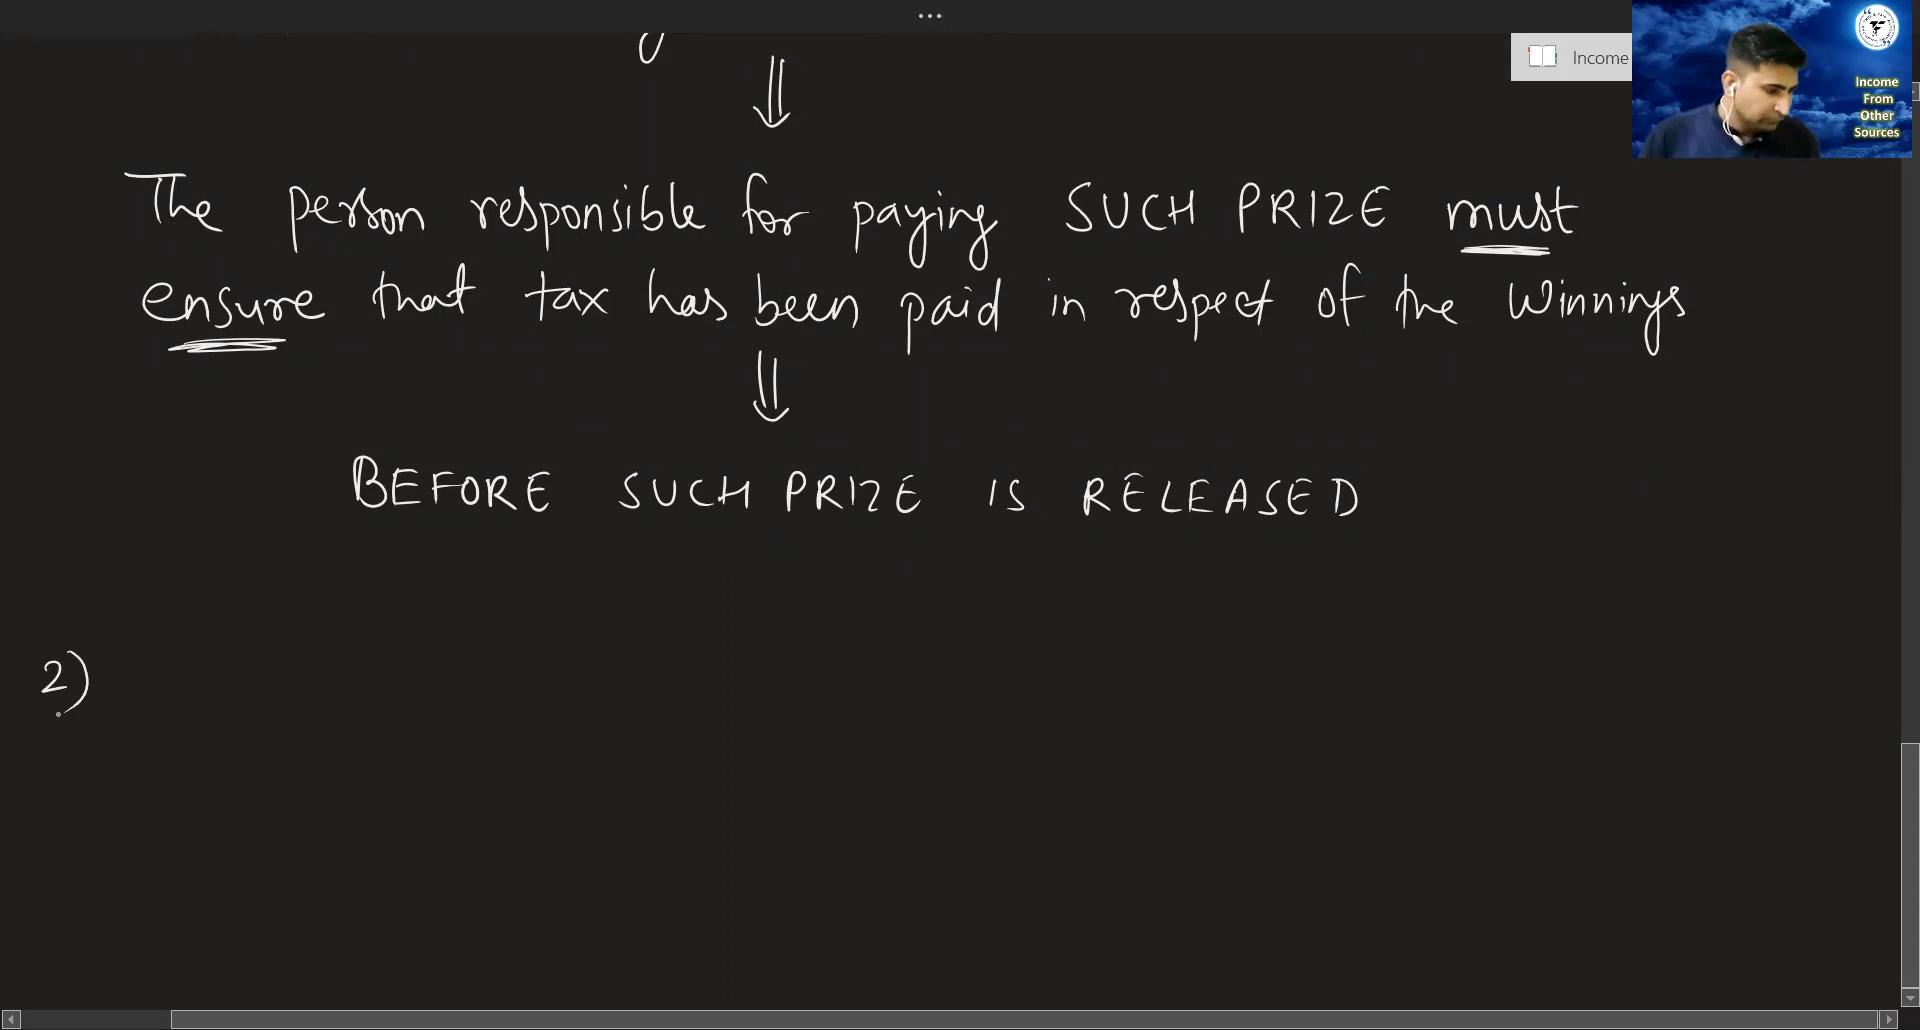 Income
Income
From
Other
Sources
The person responsible for paying SUCH PRIZE must
ensure that tax has been paid in respect of the Winnings
BEFORE SUCH PRIZE IS RELEASED
2)